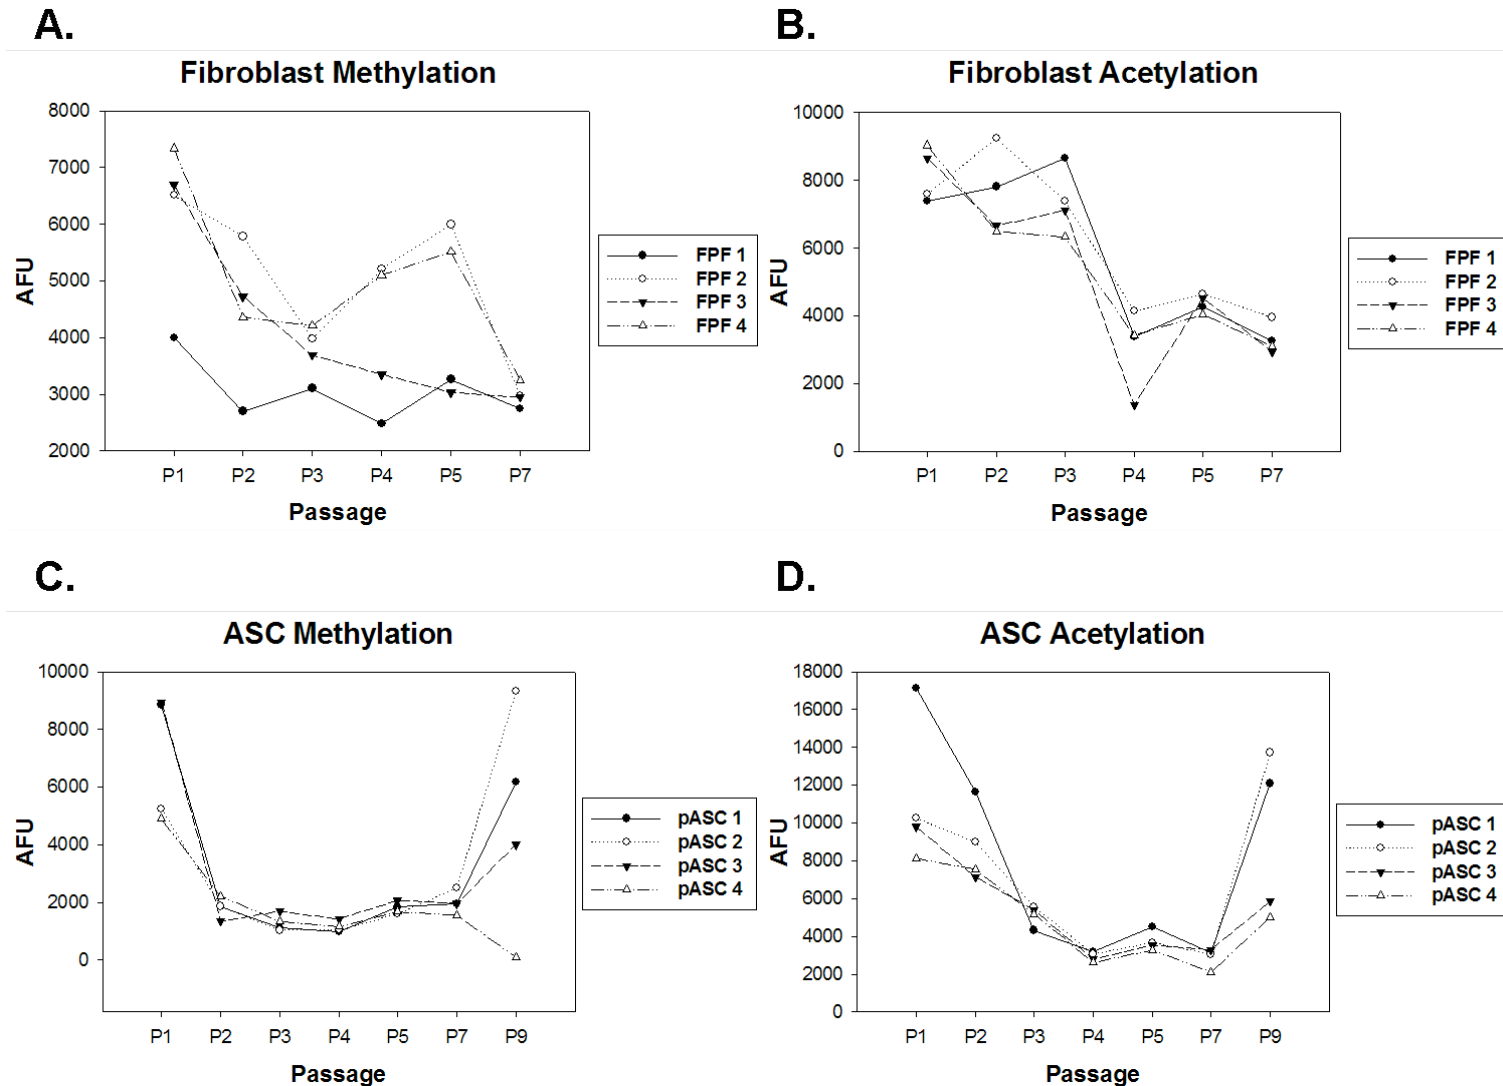 A.
Fibroblast Methylation
8000
7000
6000
5000
4000
3000
2000
AFU
P1 P2 P3 P4 P5 P7
Passage
FPF 1
FPF 2
FPF 3
FPF 4
B.
Fibroblast Acetylation
10000
8000
6000
4000
2000
0
AFU
P1 P2 P3 P4 P5 P7
Passage
FPF 1
FPF 2
FPF 3
FPF 4
C.
ASC Methylation
10000
8000
6000
4000
2000
0
AFU
P1 P2 P3 P4 P5 P7 P9
Passage
pASC 1
pASC 2
pASC 3
pASC 4
D.
ASC Acetylation
18000
16000
14000
12000
10000
8000
6000
4000
2000
0
AFU
P1 P2 P3 P4 P5 P7 P9
Passage
pASC 1
pASC 2
pASC 3
pASC 4